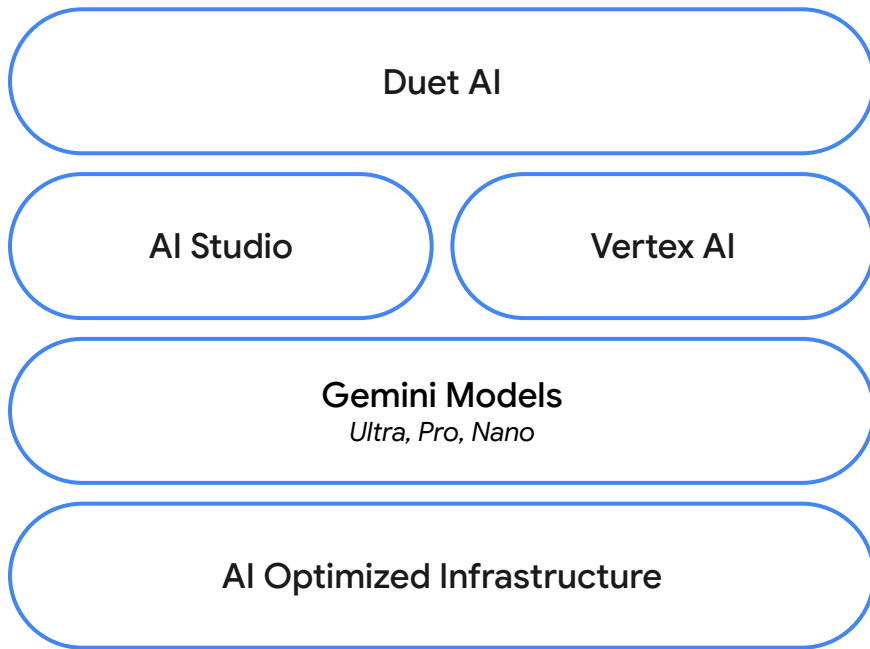 Duet AI
AI Studio
Vertex AI
Gemini Models
Ultra, Pro, Nano
AI Optimized Infrastructure